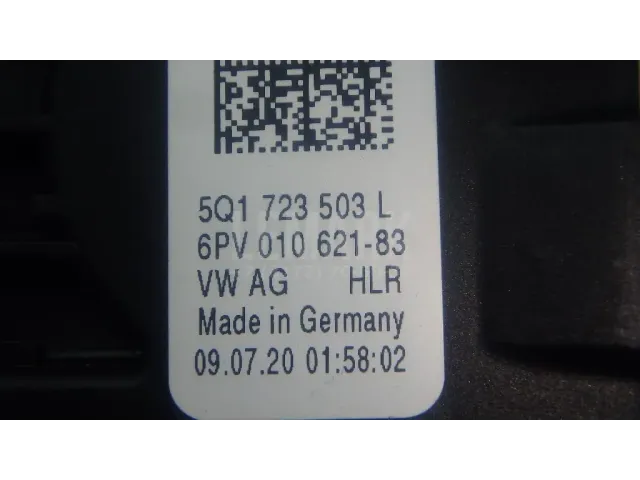 5Q1 723 503 L
6PV 010 621-83
VW AG HLR
Made in Germany
09.07.20 01:58:02